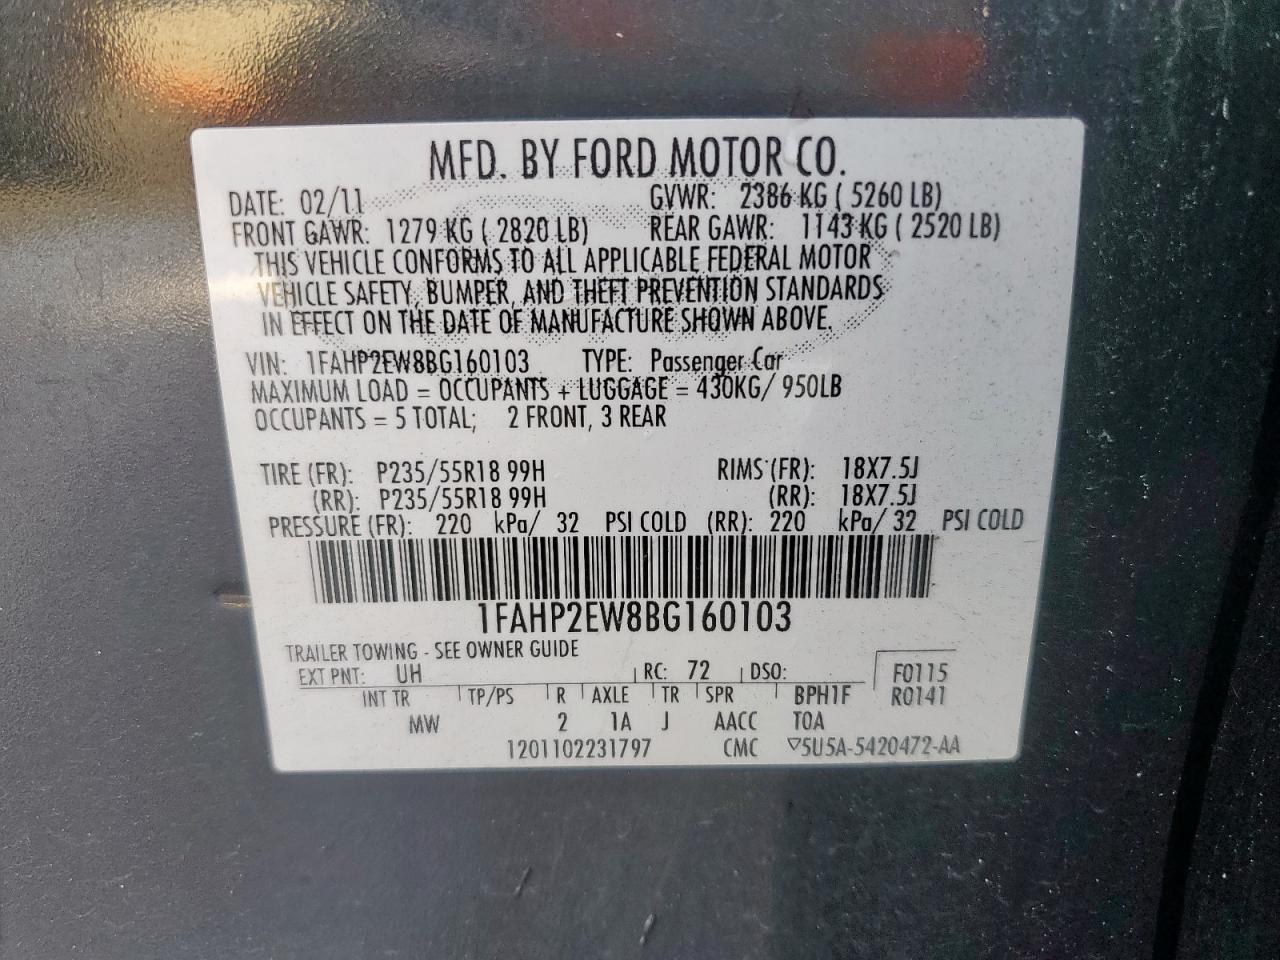 MFD. BY FORD MOTOR CO.
DATE: 02/11 GVWR: 2386 KG ( 5260 LB)
FRONT GAWR: 1279 KG ( 2820 LB) REAR GAWR: 1143 KG ( 2520 LB)
THIS VEHICLE CONFORMS TO ALL APPLICABLE FEDERAL MOTOR
VEHICLE SAFETY, BUMPER, AND THEFT PREVENTION STANDARDS
IN EFFECT ON THE DATE OF MANUFACTURE SHOWN ABOVE.
VIN: 1FAHP2EW8BG160103 TYPE: Passenger Car
MAXIMUM LOAD = OCCUPANTS + LUGGAGE = 430KG/ 950LB
OCCUPANTS = 5 TOTAL; 2 FRONT, 3 REAR
TIRE (FR): P235/55R18 99H RIMS (FR): 18X7.5J
(RR): P235/55R18 99H (RR): 18X7.5J
PRESSURE (FR): 220 kPa/ 32 PSI COLD (RR): 220 kPa/ 32 PSI COLD
1FAHP2EW8BG160103
TRAILER TOWING - SEE OWNER GUIDE
EXT PNT: UH RC: 72 DSO: F0115
INT TR TP/PS R AXLE TR SPR BPH1F R0141
MW 2 1A J AACC TOA
1201102231797 CMC ▽5U5A-5420472-AA